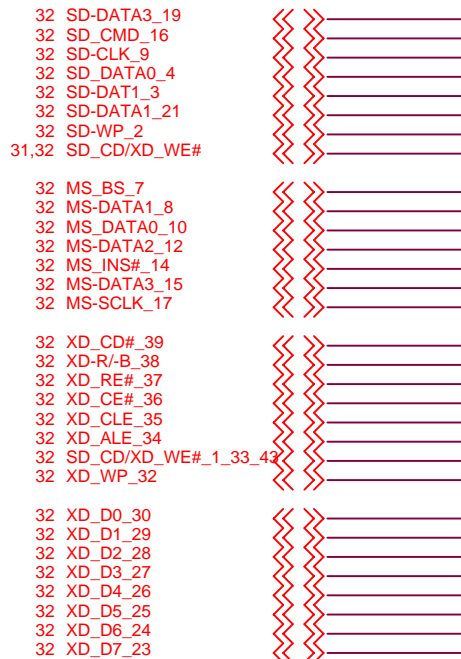 32 SD-DATA3_19
32 SD_CMD_16
32 SD-CLK_9
32 SD_DATA0_4
32 SD-DAT1_3
32 SD-DATA1_21
32 SD-WP_2
31,32 SD_CD/XD_WE#
32 MS_BS_7
32 MS-DATA1_8
32 MS_DATA0_10
32 MS-DATA2_12
32 MS_INS#_14
32 MS-DATA3_15
32 MS-SCLK_17
32 XD_CD#_39
32 XD-R/-B_38
32 XD_RE#_37
32 XD_CE#_36
32 XD_CLE_35
32 XD_ALE_34
32 SD_CD/XD_WE#_1_33_43
32 XD_WP_32
32 XD_D0_30
32 XD_D1_29
32 XD_D2_28
32 XD_D3_27
32 XD_D4_26
32 XD_D5_25
32 XD_D6_24
32 XD_D7_23